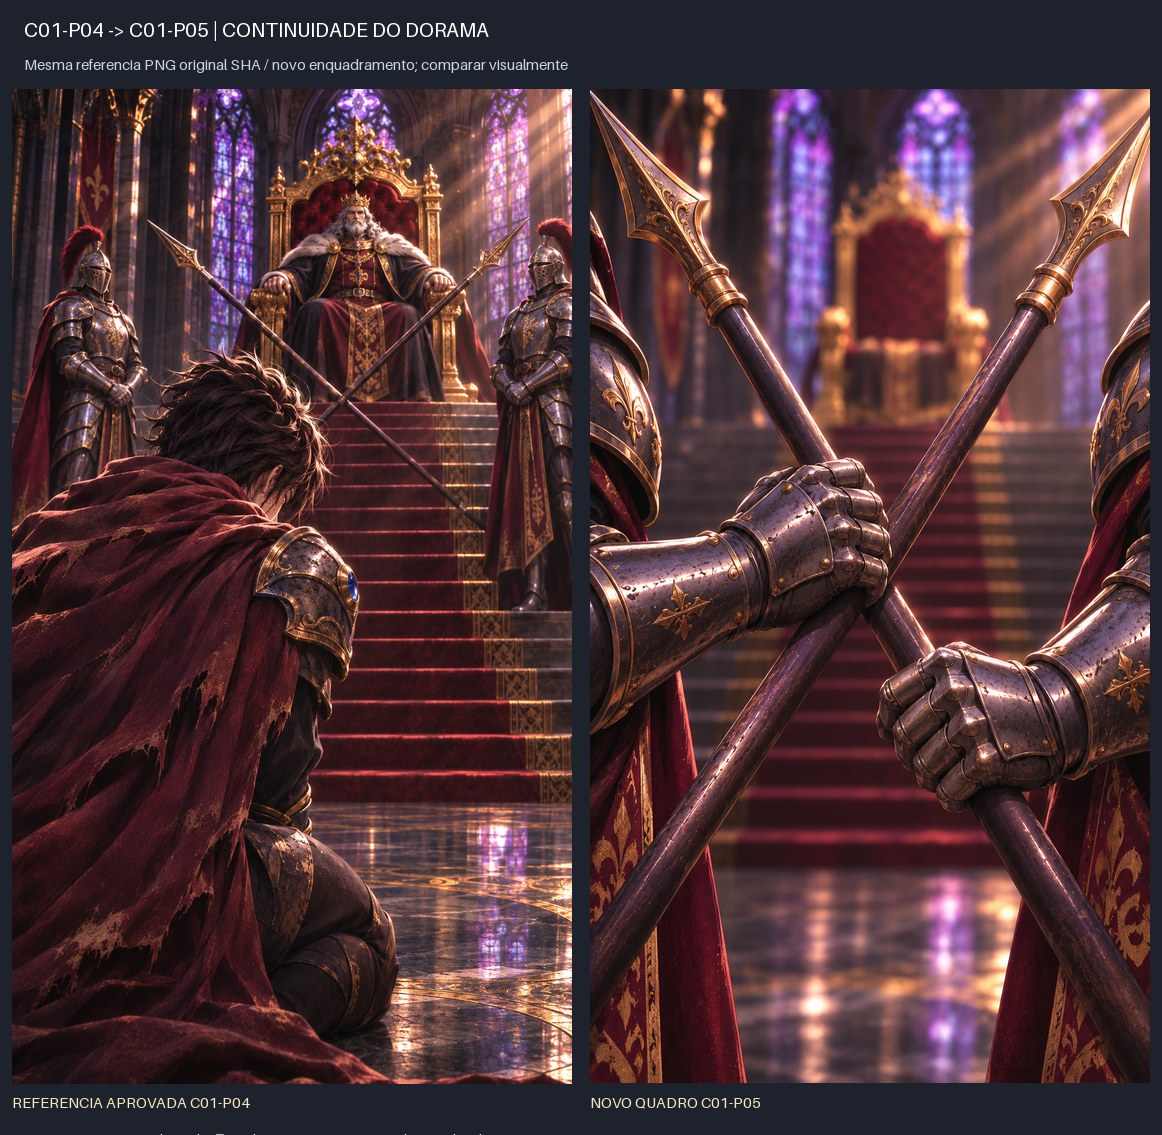 C01-P04 -> C01-P05 | CONTINUIDADE DO DORAMA
Mesma referencia PNG original SHA / novo enquadramento; comparar visualmente
REFERENCIA APROVADA C01-P04
NOVO QUADRO C01-P05